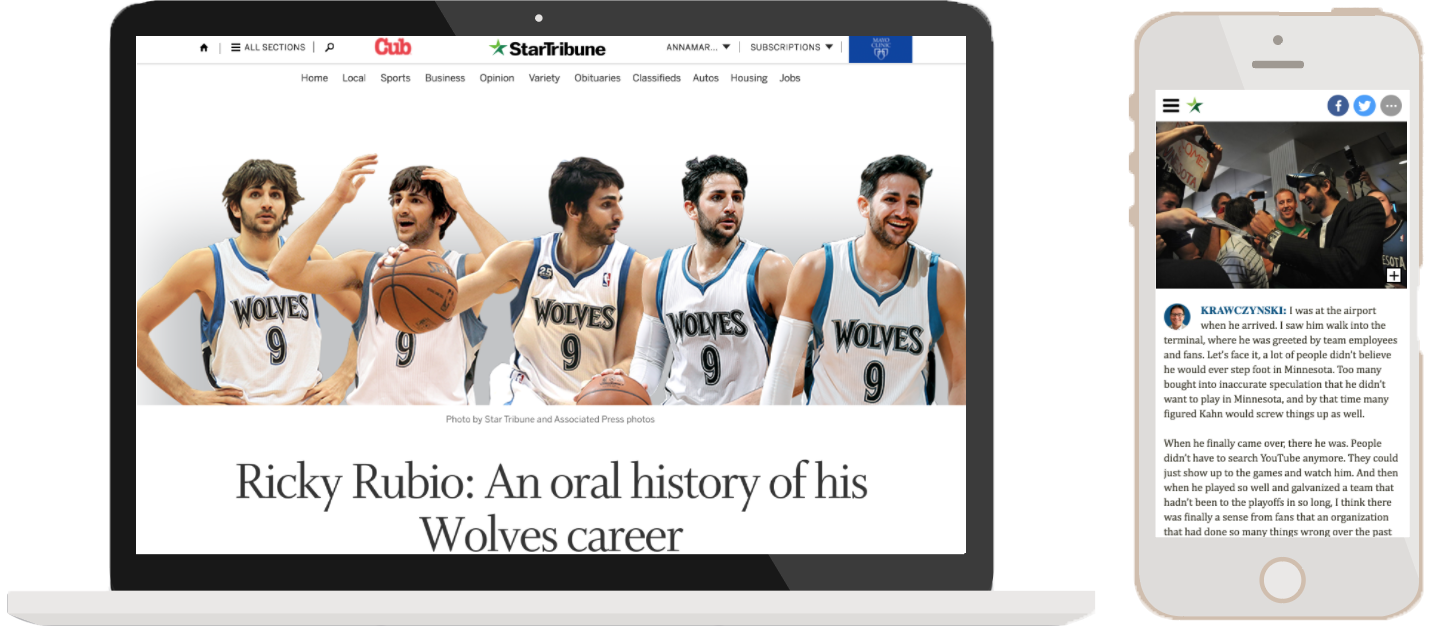 ALL SECTIONS
Cub
StarTribune
ANNAMAR...
SUBSCRIPTIONS
MAYO
CLINIC
Home Local Sports Business Opinion Variety Obituaries Classifieds Autos Housing Jobs
WOLVES
9
9
25
WOLVES
9
WOLVES
9
WOLVES
9
Photo by Star Tribune and Associated Press photos
Ricky Rubio: An oral history of his
Wolves career
OME!
ESOTA
ESOTA
KRAWCZYNSKI: I was at the airport
when he arrived. I saw him walk into the
terminal, where he was greeted by team employees
and fans. Let's face it, a lot of people didn't believe
he would ever step foot in Minnesota. Too many
bought into inaccurate speculation that he didn't
want to play in Minnesota, and by that time many
figured Kahn would screw things up as well.
When he finally came over, there he was. People
didn't have to search YouTube anymore. They could
just show up to the games and watch him. And then
when he played so well and galvanized a team that
hadn't been to the playoffs in so long, I think there
was finally a sense from fans that an organization
that had done so many things wrong over the past